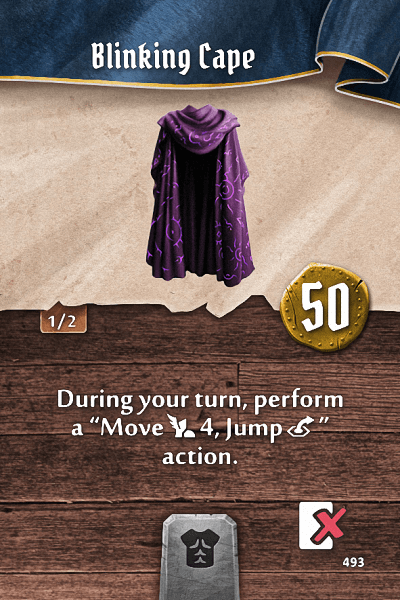 Blinking Cape
50
1/2
During your turn, perform
a “Move 4, Jump ”
action.
493